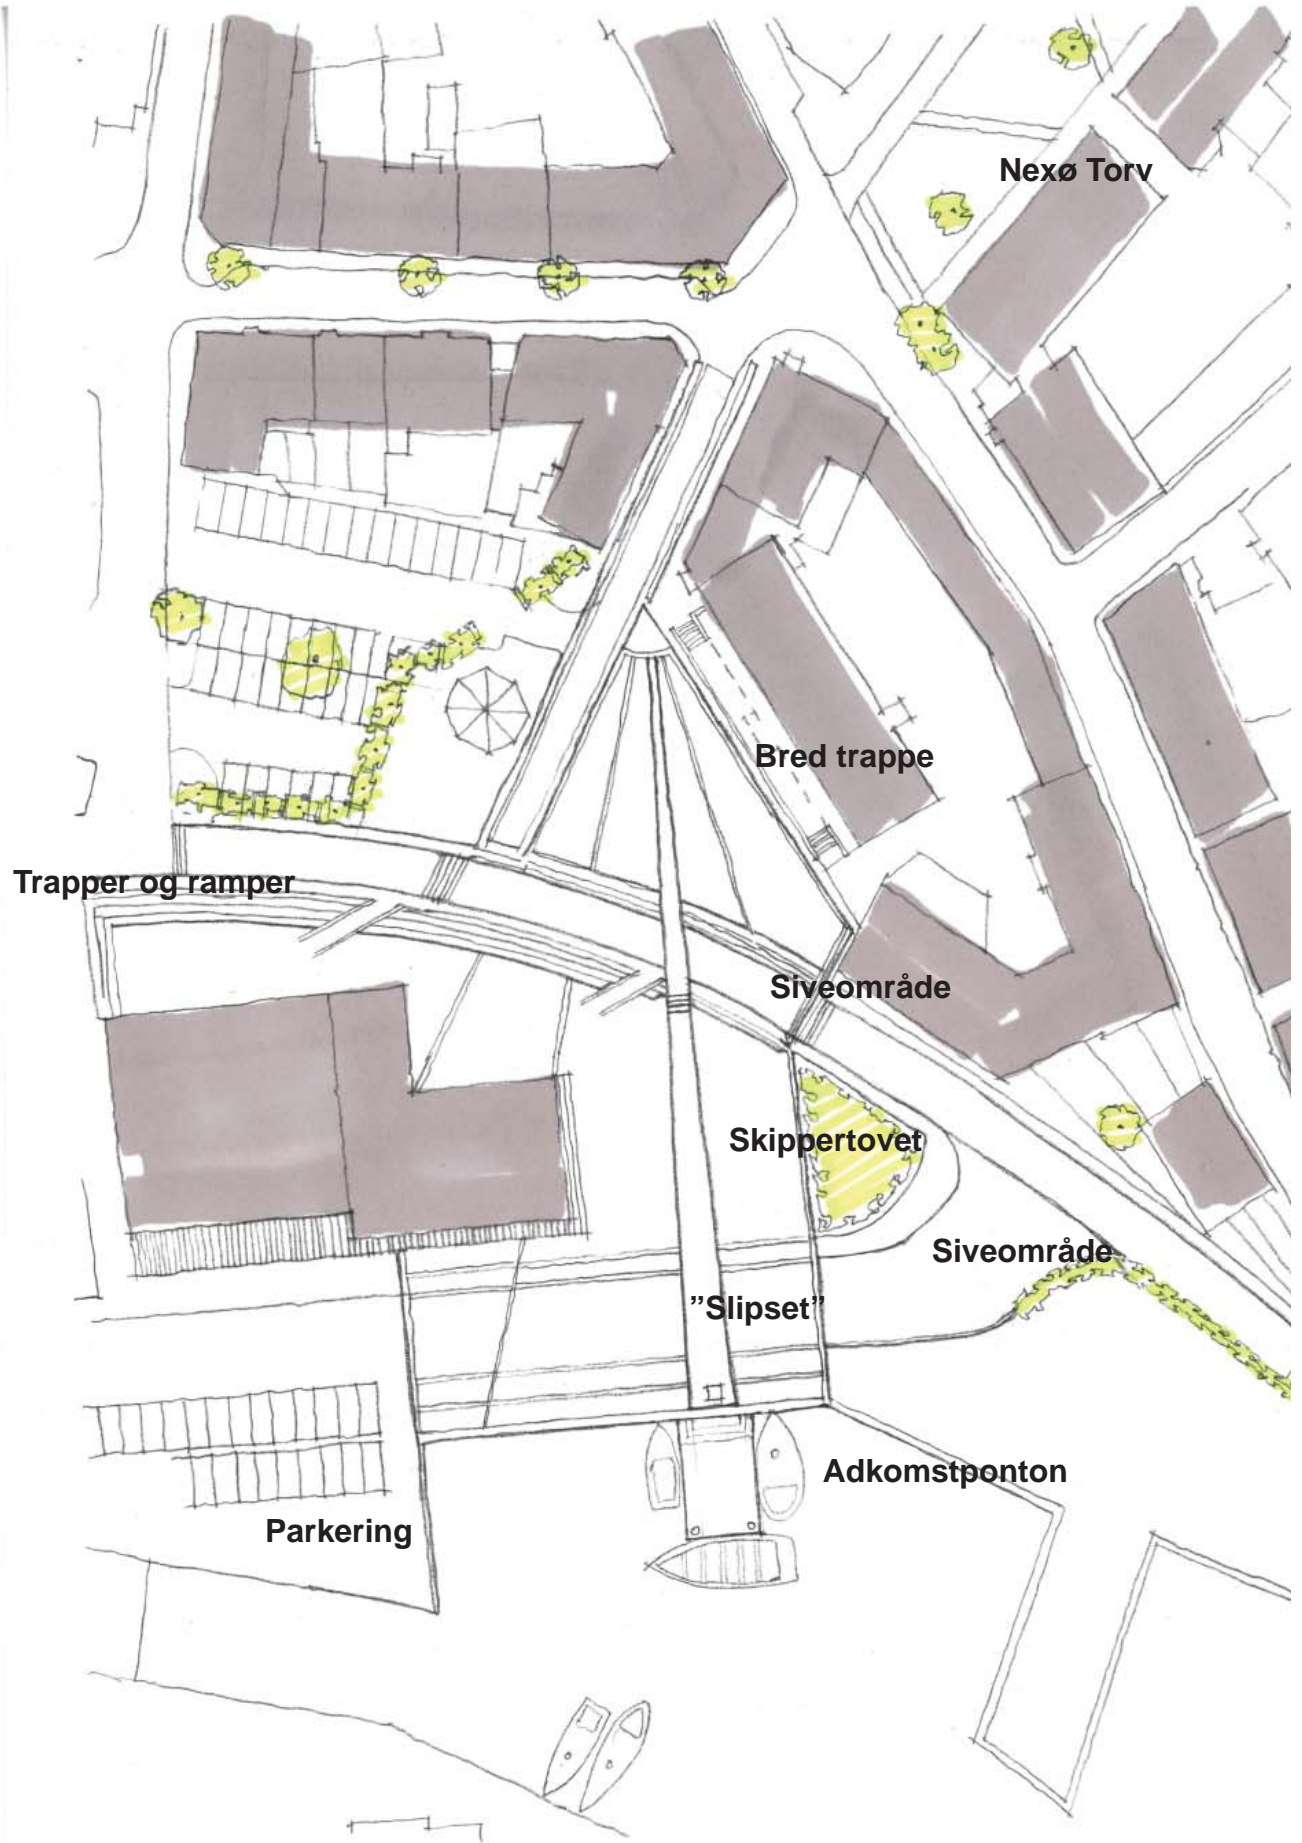 Nexø Torv
Bred trappe
Trapper og ramper
Siveområde
Skippertovet
Siveområde
”Slipset”
Adkomstponton
Parkering